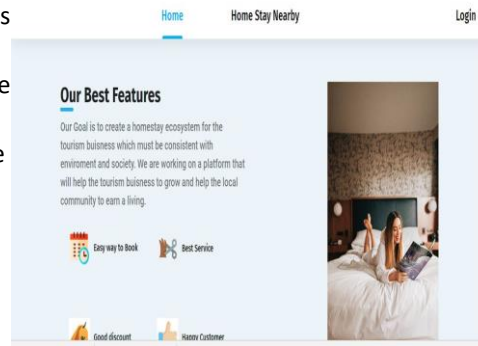 s
Home Home Stay Nearby Login
e
Our Best Features
e
Our Goal is to create a homestay ecosystem for the
tourism buisness which must be consistent with
enviroment and society. We are working on a platform that
will help the tourism buisness to grow and help the local
community to earn a living.
Easy way to Book Best Service
Good discount Happy Customer